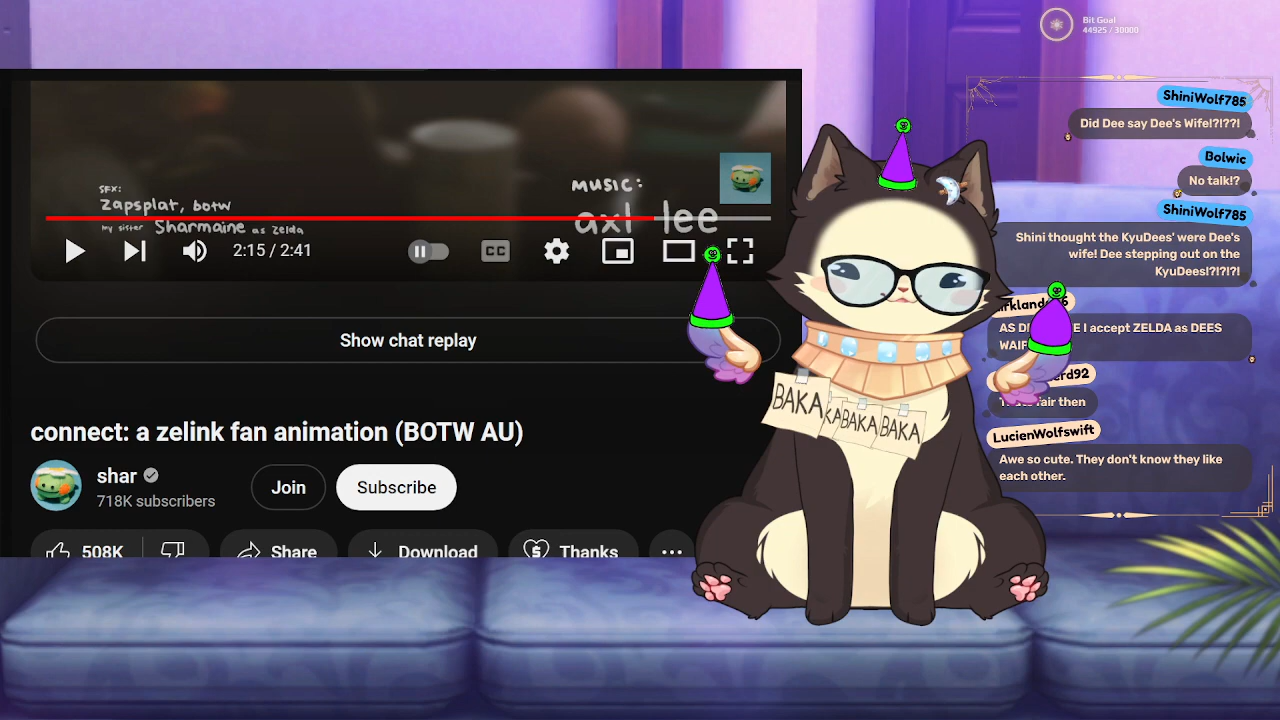 Bit Goal
44925 / 30000
SFX:
Zapsplat, botw
my sister Sharmaine as Zelda
MUSIC:
axl lee
2:15 / 2:41
CC
Show chat replay
connect: a zelink fan animation (BOTW AU)
shar
718K subscribers
Join
Subscribe
508K
Share
Download
Thanks
BAKA
BAKA
BAKA
ShiniWolf785
Did Dee say Dee's Wife!?!??!
Bolwic
No talk!?
ShiniWolf785
Shini thought the KyuDees' were Dee's
wife! Dee stepping out on the
KyuDees!?!?!
E I accept ZELDA as DEES
fair then
LucienWolfswift
Awe so cute. They don't know they like
each other.